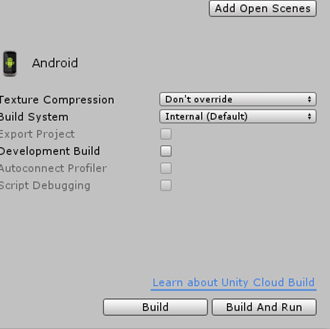 Add Open Scenes
Android
Texture Compression Don't override
Build System Internal (Default)
Export Project
Development Build
Autoconnect Profiler
Script Debugging
Learn about Unity Cloud Build
Build Build And Run